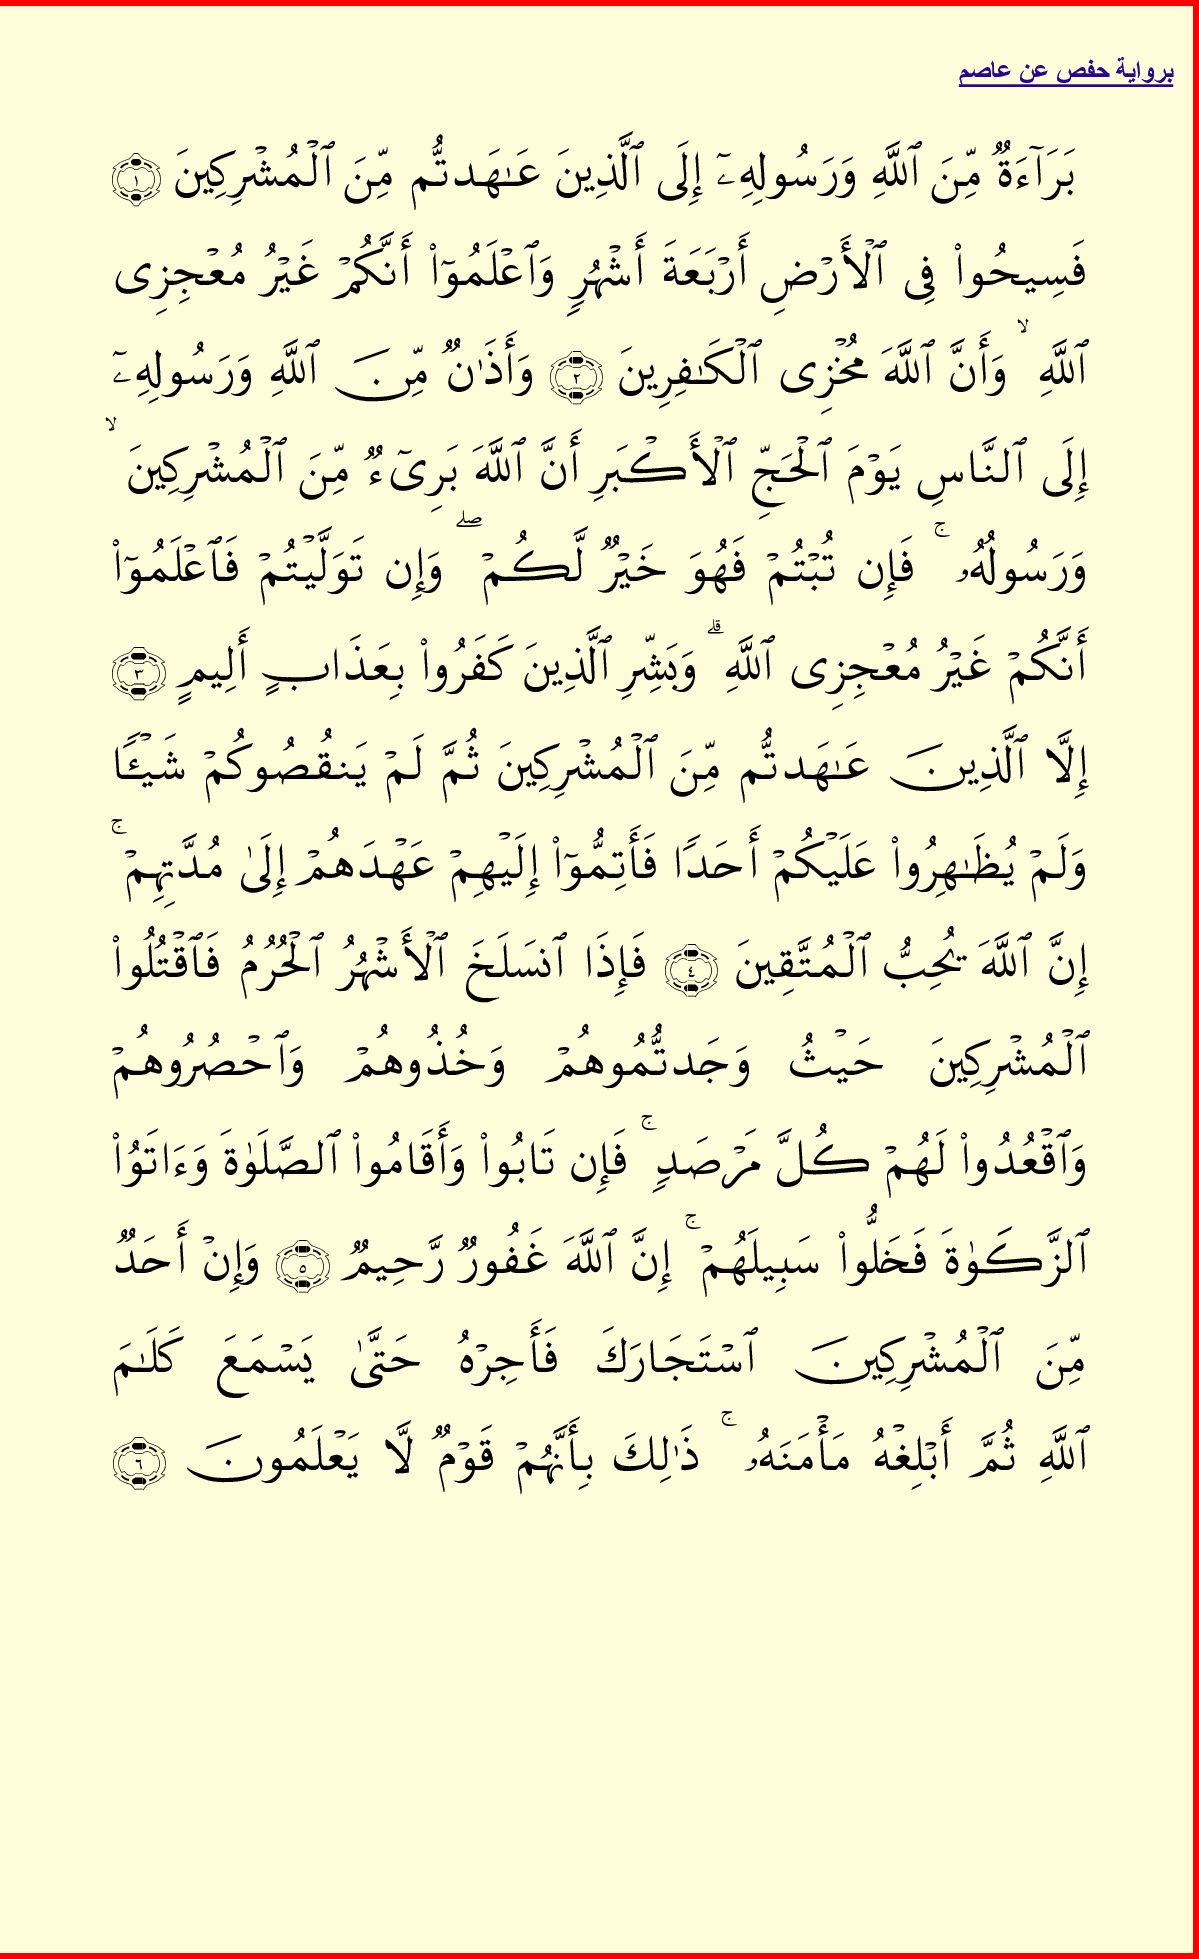 برواية حفص عن عاصم
بَرَآءَةٌ مِّنَ ٱللَّهِ وَرَسُولِهِۦٓ إِلَى ٱلَّذِينَ عَـٰهَدتُّم مِّنَ ٱلْمُشْرِكِينَ ١
فَسِيحُوا۟ فِى ٱلْأَرْضِ أَرْبَعَةَ أَشْهُرٍ وَٱعْلَمُوٓا۟ أَنَّكُمْ غَيْرُ مُعْجِزِى
ٱللَّهِ ۙ وَأَنَّ ٱللَّهَ مُخْزِى ٱلْكَـٰفِرِينَ ٢ وَأَذَٰنٌ مِّنَ ٱللَّهِ وَرَسُولِهِۦٓ
إِلَى ٱلنَّاسِ يَوْمَ ٱلْحَجِّ ٱلْأَكْبَرِ أَنَّ ٱللَّهَ بَرِىٓءٌ مِّنَ ٱلْمُشْرِكِينَ ۙ
وَرَسُولُهُۥ ۚ فَإِن تُبْتُمْ فَهُوَ خَيْرٌ لَّكُمْ ۖ وَإِن تَوَلَّيْتُمْ فَٱعْلَمُوٓا۟
أَنَّكُمْ غَيْرُ مُعْجِزِى ٱللَّهِ ۗ وَبَشِّرِ ٱلَّذِينَ كَفَرُوا۟ بِعَذَابٍ أَلِيمٍ ٣
إِلَّا ٱلَّذِينَ عَـٰهَدتُّم مِّنَ ٱلْمُشْرِكِينَ ثُمَّ لَمْ يَنقُصُوكُمْ شَيْـًٔا
وَلَمْ يُظَـٰهِرُوا۟ عَلَيْكُمْ أَحَدًا فَأَتِمُّوٓا۟ إِلَيْهِمْ عَهْدَهُمْ إِلَىٰ مُدَّتِهِمْ ۚ
إِنَّ ٱللَّهَ يُحِبُّ ٱلْمُتَّقِينَ ٤ فَإِذَا ٱنسَلَخَ ٱلْأَشْهُرُ ٱلْحُرُمُ فَٱقْتُلُوا۟
ٱلْمُشْرِكِينَ حَيْثُ وَجَدتُّمُوهُمْ وَخُذُوهُمْ وَٱحْصُرُوهُمْ
وَٱقْعُدُوا۟ لَهُمْ كُلَّ مَرْصَدٍ ۚ فَإِن تَابُوا۟ وَأَقَامُوا۟ ٱلصَّلَوٰةَ وَءَاتَوُا۟
ٱلزَّكَوٰةَ فَخَلُّوا۟ سَبِيلَهُمْ ۚ إِنَّ ٱللَّهَ غَفُورٌ رَّحِيمٌ ٥ وَإِنْ أَحَدٌ
مِّنَ ٱلْمُشْرِكِينَ ٱسْتَجَارَكَ فَأَجِرْهُ حَتَّىٰ يَسْمَعَ كَلَـٰمَ
ٱللَّهِ ثُمَّ أَبْلِغْهُ مَأْمَنَهُۥ ۚ ذَٰلِكَ بِأَنَّهُمْ قَوْمٌ لَّا يَعْلَمُونَ ٦